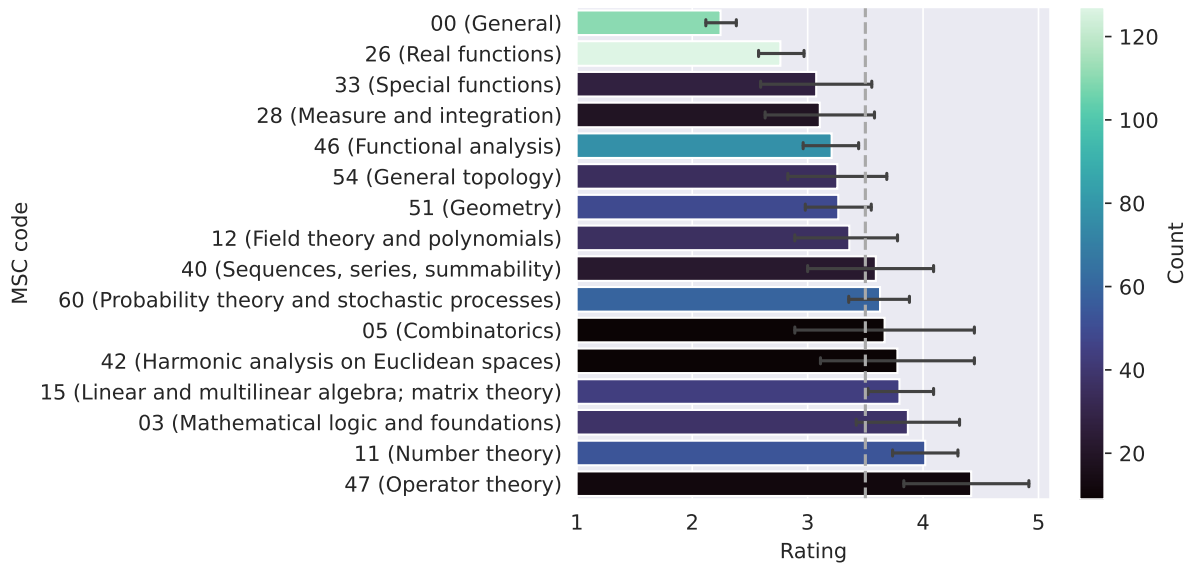 MSC code
00 (General)
26 (Real functions)
33 (Special functions)
28 (Measure and integration)
46 (Functional analysis)
54 (General topology)
51 (Geometry)
12 (Field theory and polynomials)
40 (Sequences, series, summability)
60 (Probability theory and stochastic processes)
05 (Combinatorics)
42 (Harmonic analysis on Euclidean spaces)
15 (Linear and multilinear algebra; matrix theory)
03 (Mathematical logic and foundations)
11 (Number theory)
47 (Operator theory)
1 2 3 4 5
Rating
120
100
80
60
40
20
Count